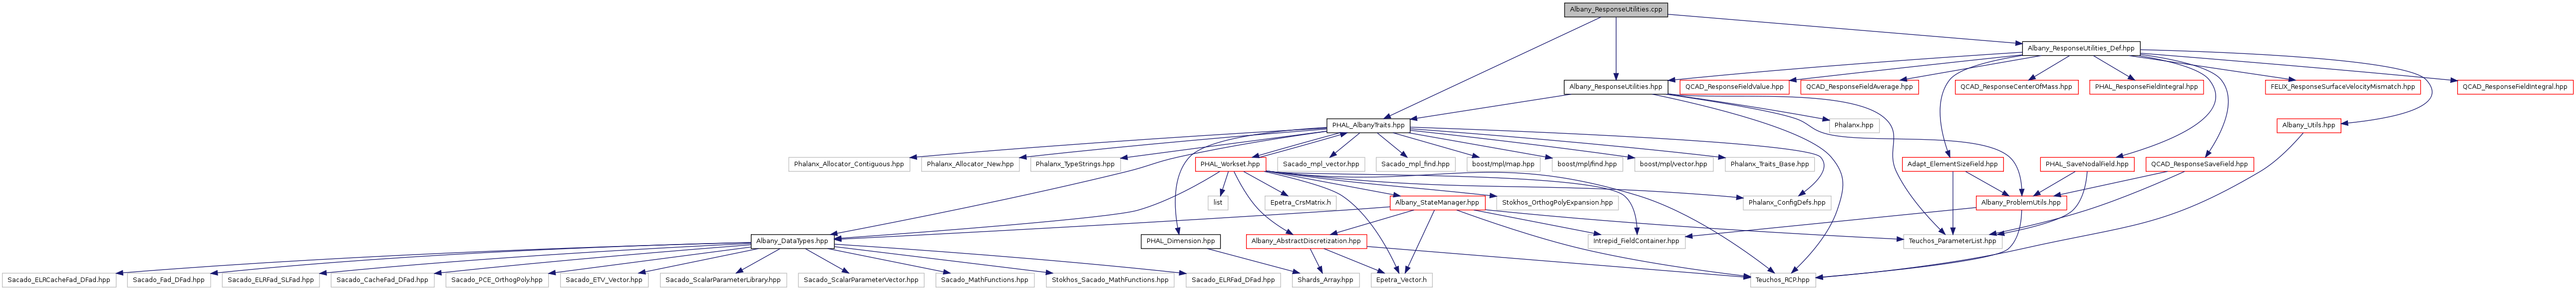 Albany_ResponseUtilities.cpp
Albany_ResponseUtilities_Def.hpp
Albany_ResponseUtilities.hpp
QCAD_ResponseFieldValue.hpp
QCAD_ResponseFieldAverage.hpp
QCAD_ResponseCenterOfMass.hpp
PHAL_ResponseFieldIntegral.hpp
FELIX_ResponseSurfaceVelocityMismatch.hpp
QCAD_ResponseFieldIntegral.hpp
PHAL_AlbanyTraits.hpp
Phalanx.hpp
Albany_Utils.hpp
Phalanx_Allocator_Contiguous.hpp
Phalanx_Allocator_New.hpp
Phalanx_TypeStrings.hpp
PHAL_Workset.hpp
Sacado_mpl_vector.hpp
Sacado_mpl_find.hpp
boost/mpl/map.hpp
boost/mpl/find.hpp
boost/mpl/vector.hpp
Phalanx_Traits_Base.hpp
Adapt_ElementSizeField.hpp
PHAL_SaveNodalField.hpp
QCAD_ResponseSaveField.hpp
list
Epetra_CrsMatrix.h
Albany_StateManager.hpp
Stokhos_OrthogPolyExpansion.hpp
Phalanx_ConfigDefs.hpp
Albany_ProblemUtils.hpp
Albany_DataTypes.hpp
PHAL_Dimension.hpp
Albany_AbstractDiscretization.hpp
Intrepid_FieldContainer.hpp
Teuchos_ParameterList.hpp
Sacado_ELRCacheFad_DFad.hpp
Sacado_Fad_DFad.hpp
Sacado_ELRFad_SLFad.hpp
Sacado_CacheFad_DFad.hpp
Sacado_PCE_OrthogPoly.hpp
Sacado_ETV_Vector.hpp
Sacado_ScalarParameterLibrary.hpp
Sacado_ScalarParameterVector.hpp
Sacado_MathFunctions.hpp
Stokhos_Sacado_MathFunctions.hpp
Sacado_ELRFad_DFad.hpp
Shards_Array.hpp
Epetra_Vector.h
Teuchos_RCP.hpp